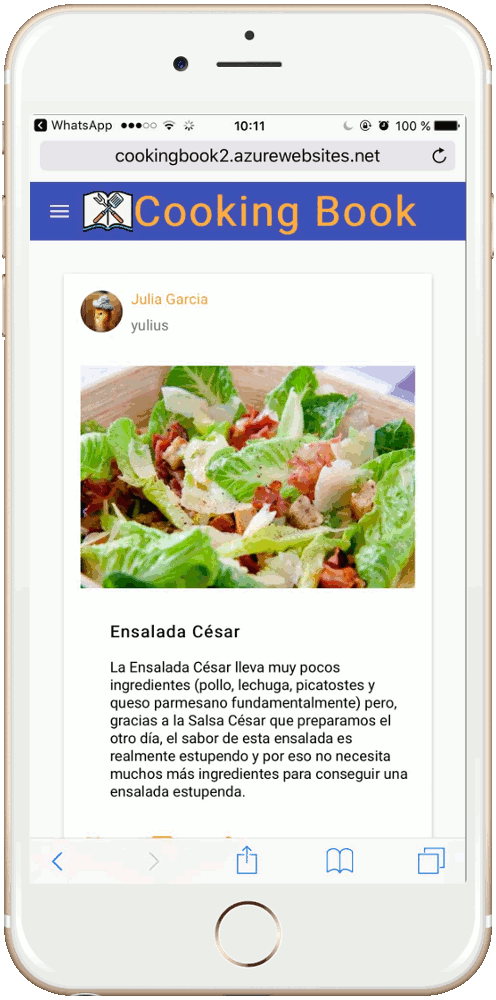 WhatsApp 10:11 100 %
cookingbook2.azurewebsites.net
Cooking Book
Julia Garcia
yulius
Ensalada César
La Ensalada César lleva muy pocos
ingredientes (pollo, lechuga, picatostes y
queso parmesano fundamentalmente) pero,
gracias a la Salsa César que preparamos el
otro día, el sabor de esta ensalada es
realmente estupendo y por eso no necesita
muchos más ingredientes para conseguir una
ensalada estupenda.